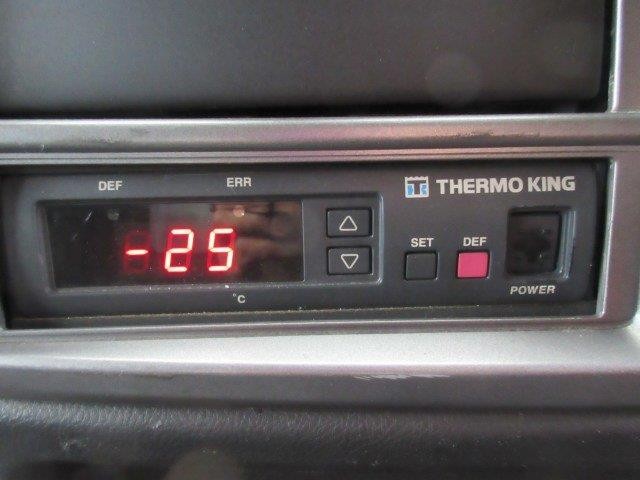 DEF ERR
THERMO KING
-25
SET DEF
°C
POWER